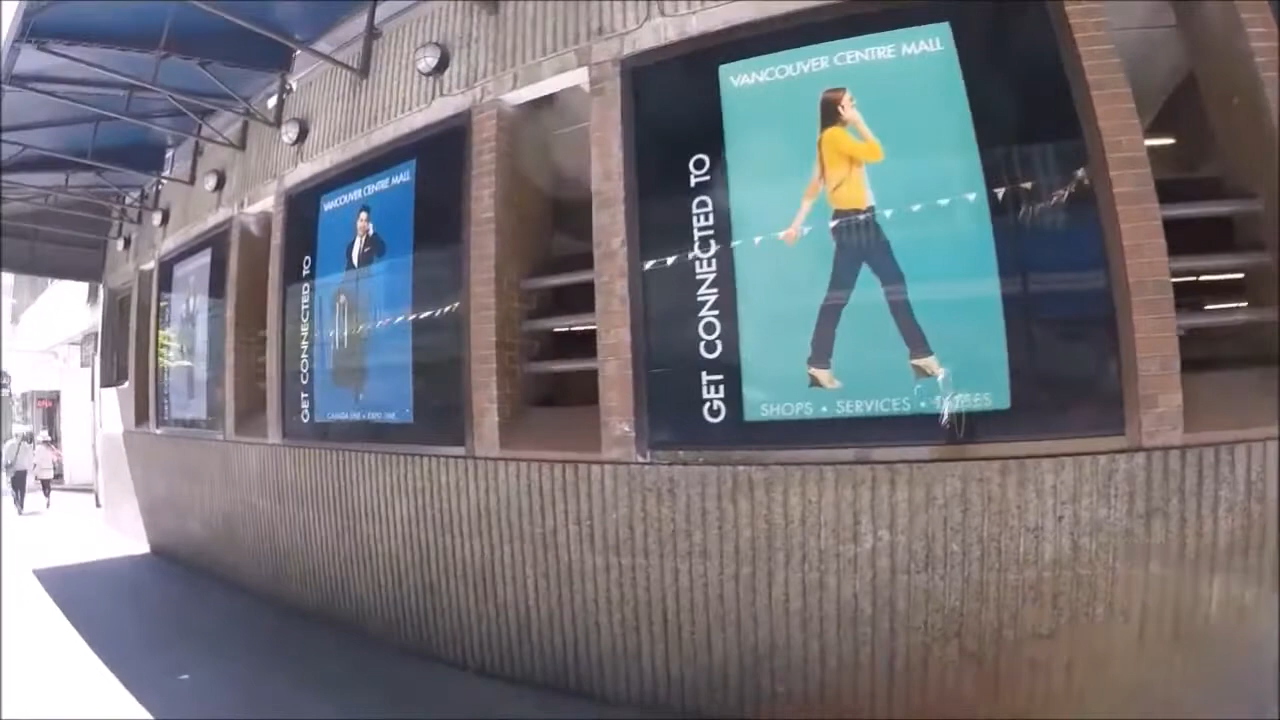 GET CONNECTED TO
VANCOUVER CENTRE MALL
CANADA LINE • EXPO LINE
GET CONNECTED TO
VANCOUVER CENTRE MALL
SHOPS • SERVICES •